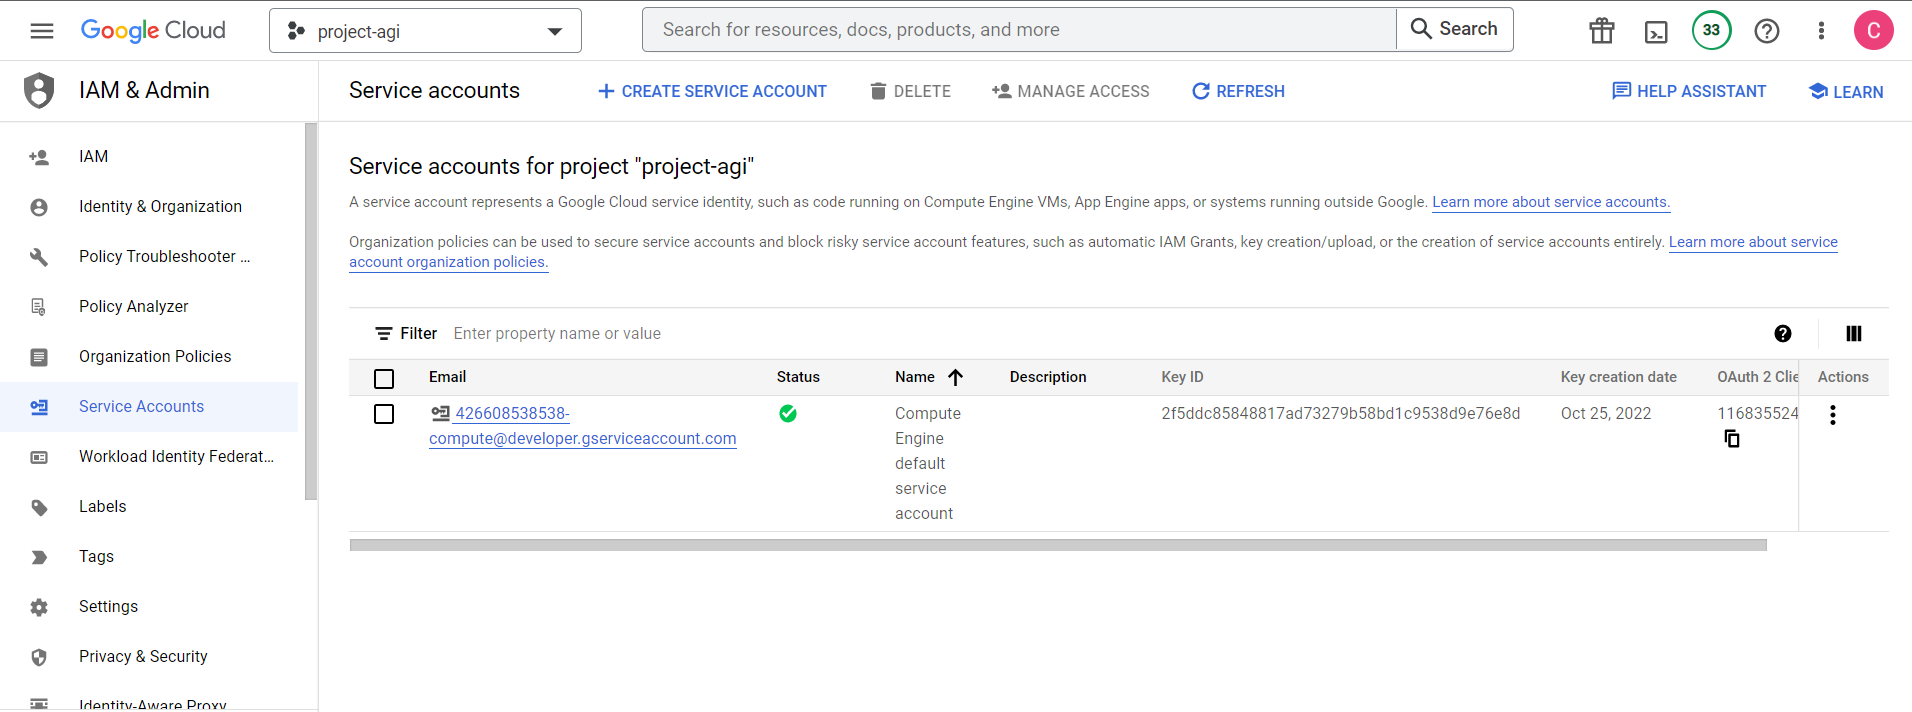 Google Cloud
project-agi
Search for resources, docs, products, and more
Search
33
C
IAM & Admin
Service accounts
CREATE SERVICE ACCOUNT
DELETE
MANAGE ACCESS
REFRESH
HELP ASSISTANT
LEARN
IAM
Identity & Organization
Policy Troubleshooter ...
Policy Analyzer
Organization Policies
Service Accounts
Workload Identity Federat...
Labels
Tags
Settings
Privacy & Security
Identity-Aware Proxy
Service accounts for project "project-agi"
A service account represents a Google Cloud service identity, such as code running on Compute Engine VMs, App Engine apps, or systems running outside Google. Learn more about service accounts.
Organization policies can be used to secure service accounts and block risky service account features, such as automatic IAM Grants, key creation/upload, or the creation of service accounts entirely. Learn more about service
account organization policies.
Filter Enter property name or value
Email Status Name Description Key ID Key creation date OAuth 2 Clie Actions
426608538538- Compute 2f5ddc85848817ad73279b58bd1c9538d9e76e8d Oct 25, 2022 116835524
compute@developer.gserviceaccount.com Engine
default
service
account